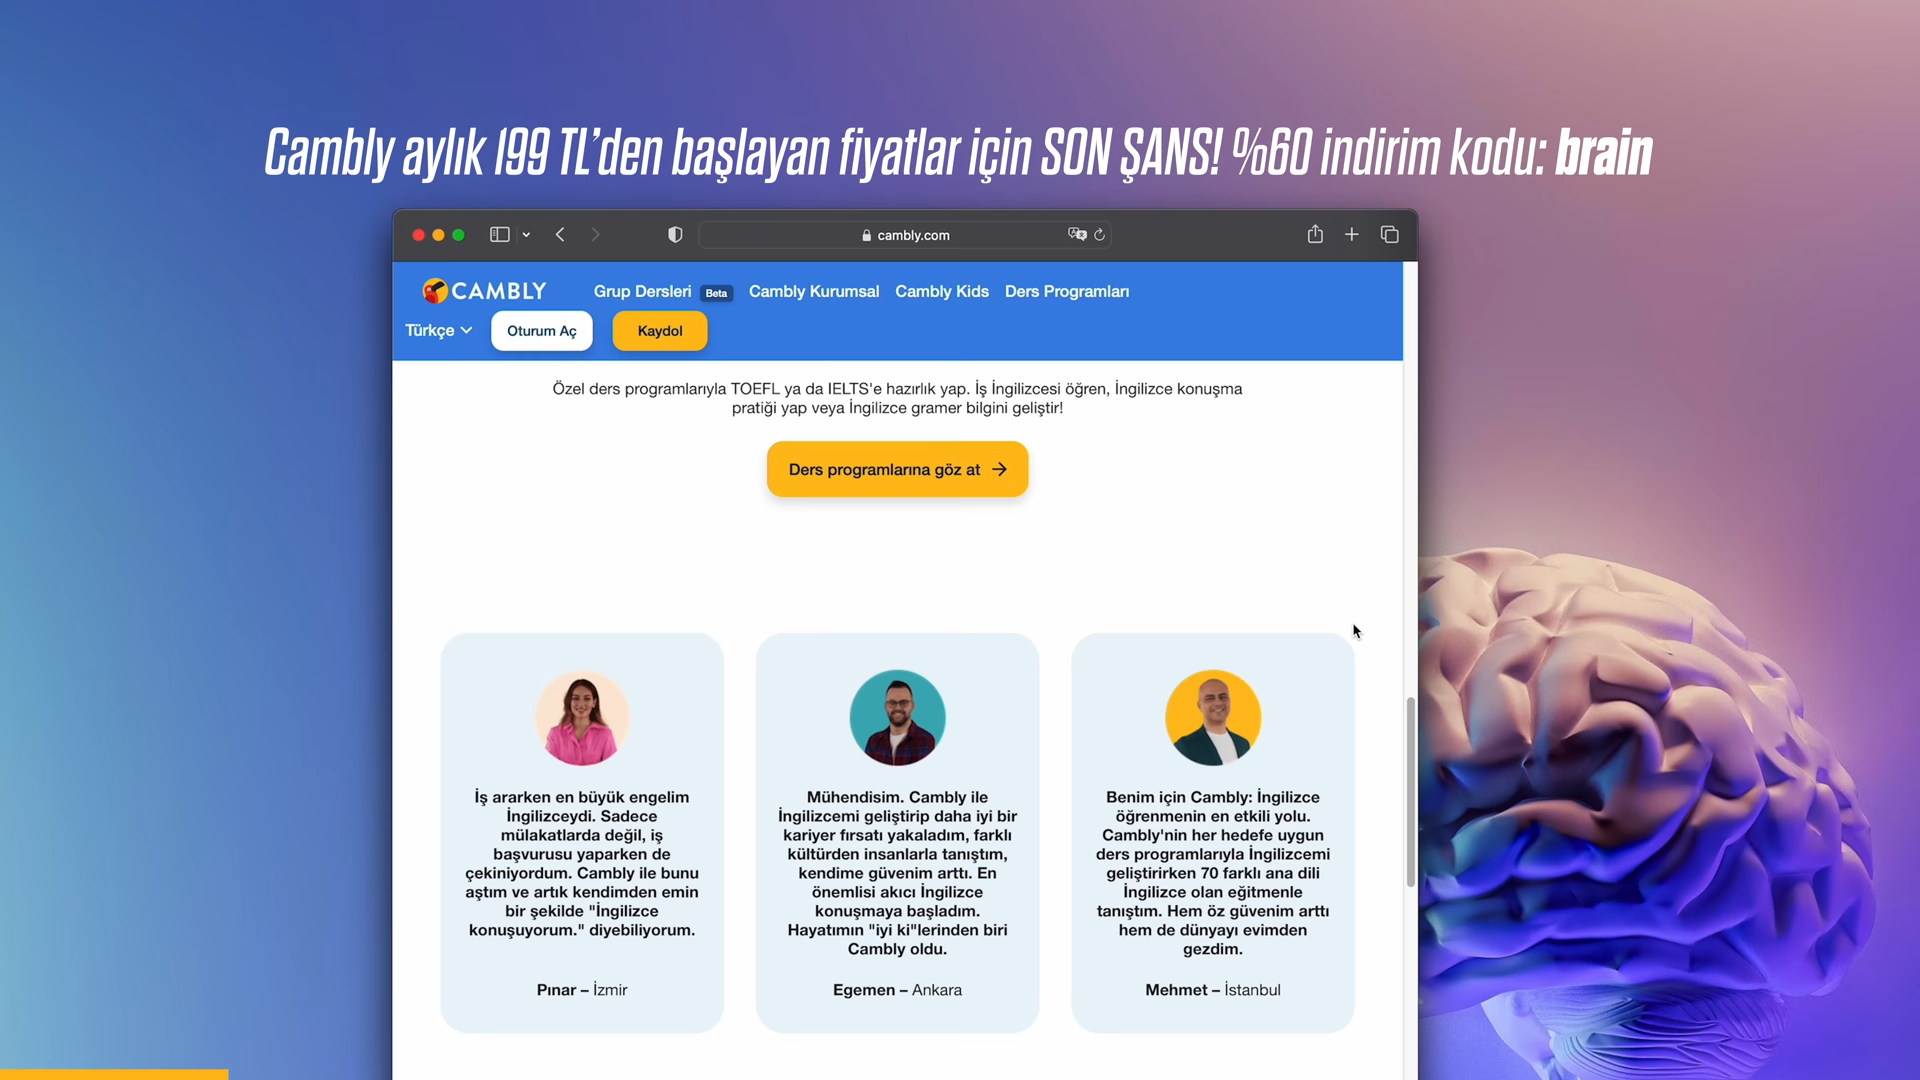 Cambly aylık 199 TL'den başlayan fiyatlar için SON ŞANS! %60 indirim kodu: brain
cambly.com
CAMBLY
Grup Dersleri Beta Cambly Kurumsal Cambly Kids Ders Programları
Türkçe Oturum Aç Kaydol
Özel ders programlarıyla TOEFL ya da IELTS'e hazırlık yap. İş İngilizcesi öğren, İngilizce konuşma
pratiği yap veya İngilizce gramer bilgini geliştir!
Ders programlarına göz at →
İş ararken en büyük engelim
İngilizceydi. Sadece
mülakatlarda değil, iş
başvurusu yaparken de
çekiniyordum. Cambly ile bunu
aştım ve artık kendimden emin
bir şekilde "İngilizce
konuşuyorum." diyebiliyorum.
Pınar – İzmir
Mühendisim. Cambly ile
İngilizcemi geliştirip daha iyi bir
kariyer fırsatı yakaladım, farklı
kültürden insanlarla tanıştım,
kendime güvenim arttı. En
önemlisi akıcı İngilizce
konuşmaya başladım.
Hayatımın "iyi ki"lerinden biri
Cambly oldu.
Egemen – Ankara
Benim için Cambly: İngilizce
öğrenmenin en etkili yolu.
Cambly'nin her hedefe uygun
ders programlarıyla İngilizcemi
geliştirirken 70 farklı ana dili
İngilizce olan eğitmenle
tanıştım. Hem öz güvenim arttı
hem de dünyayı evimden
gezdim.
Mehmet – İstanbul